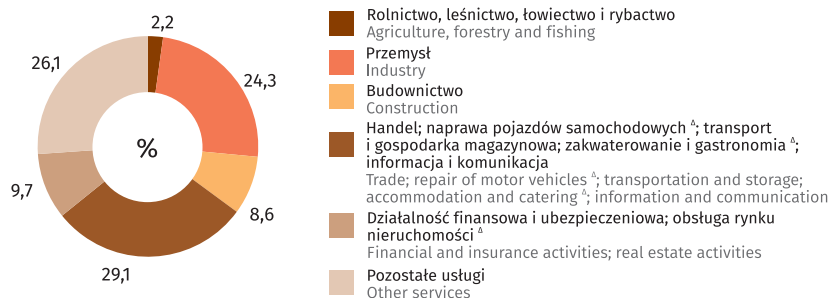 2,2
24,3
8,6
29,1
9,7
26,1
%
Rolnictwo, leśnictwo, łowiectwo i rybactwo
Agriculture, forestry and fishing
Przemysł
Industry
Budownictwo
Construction
Handel; naprawa pojazdów samochodowych Δ; transport
i gospodarka magazynowa; zakwaterowanie i gastronomia Δ;
informacja i komunikacja
Trade; repair of motor vehicles Δ; transportation and storage;
accommodation and catering Δ; information and communication
Działalność finansowa i ubezpieczeniowa; obsługa rynku
nieruchomości Δ
Financial and insurance activities; real estate activities
Pozostałe usługi
Other services